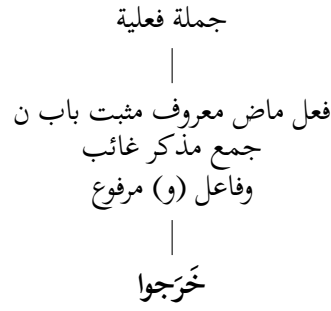 جملة فعلية
فعل ماض معروف مثبت باب ن
جمع مذكر غائب
وفاعل (و) مرفوع
خَرَجوا